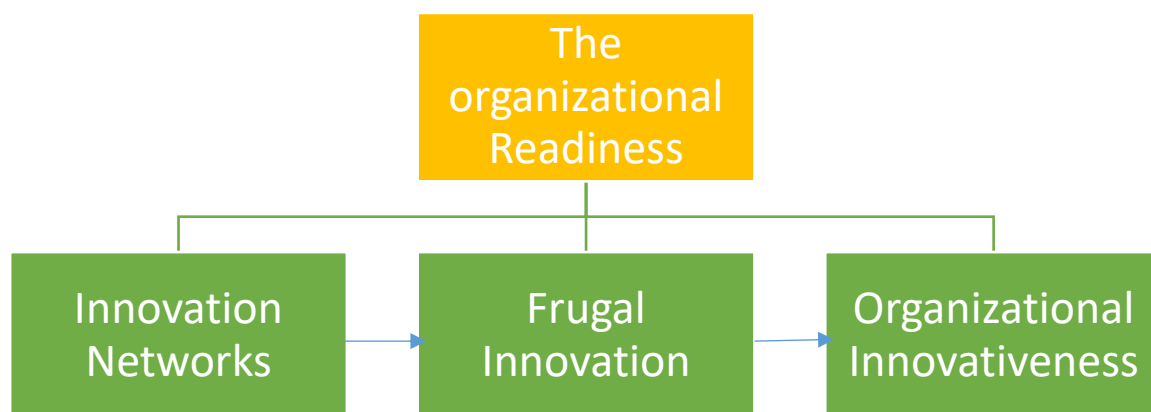 The
organizational
Readiness
Innovation
Networks
Frugal
Innovation
Organizational
Innovativeness